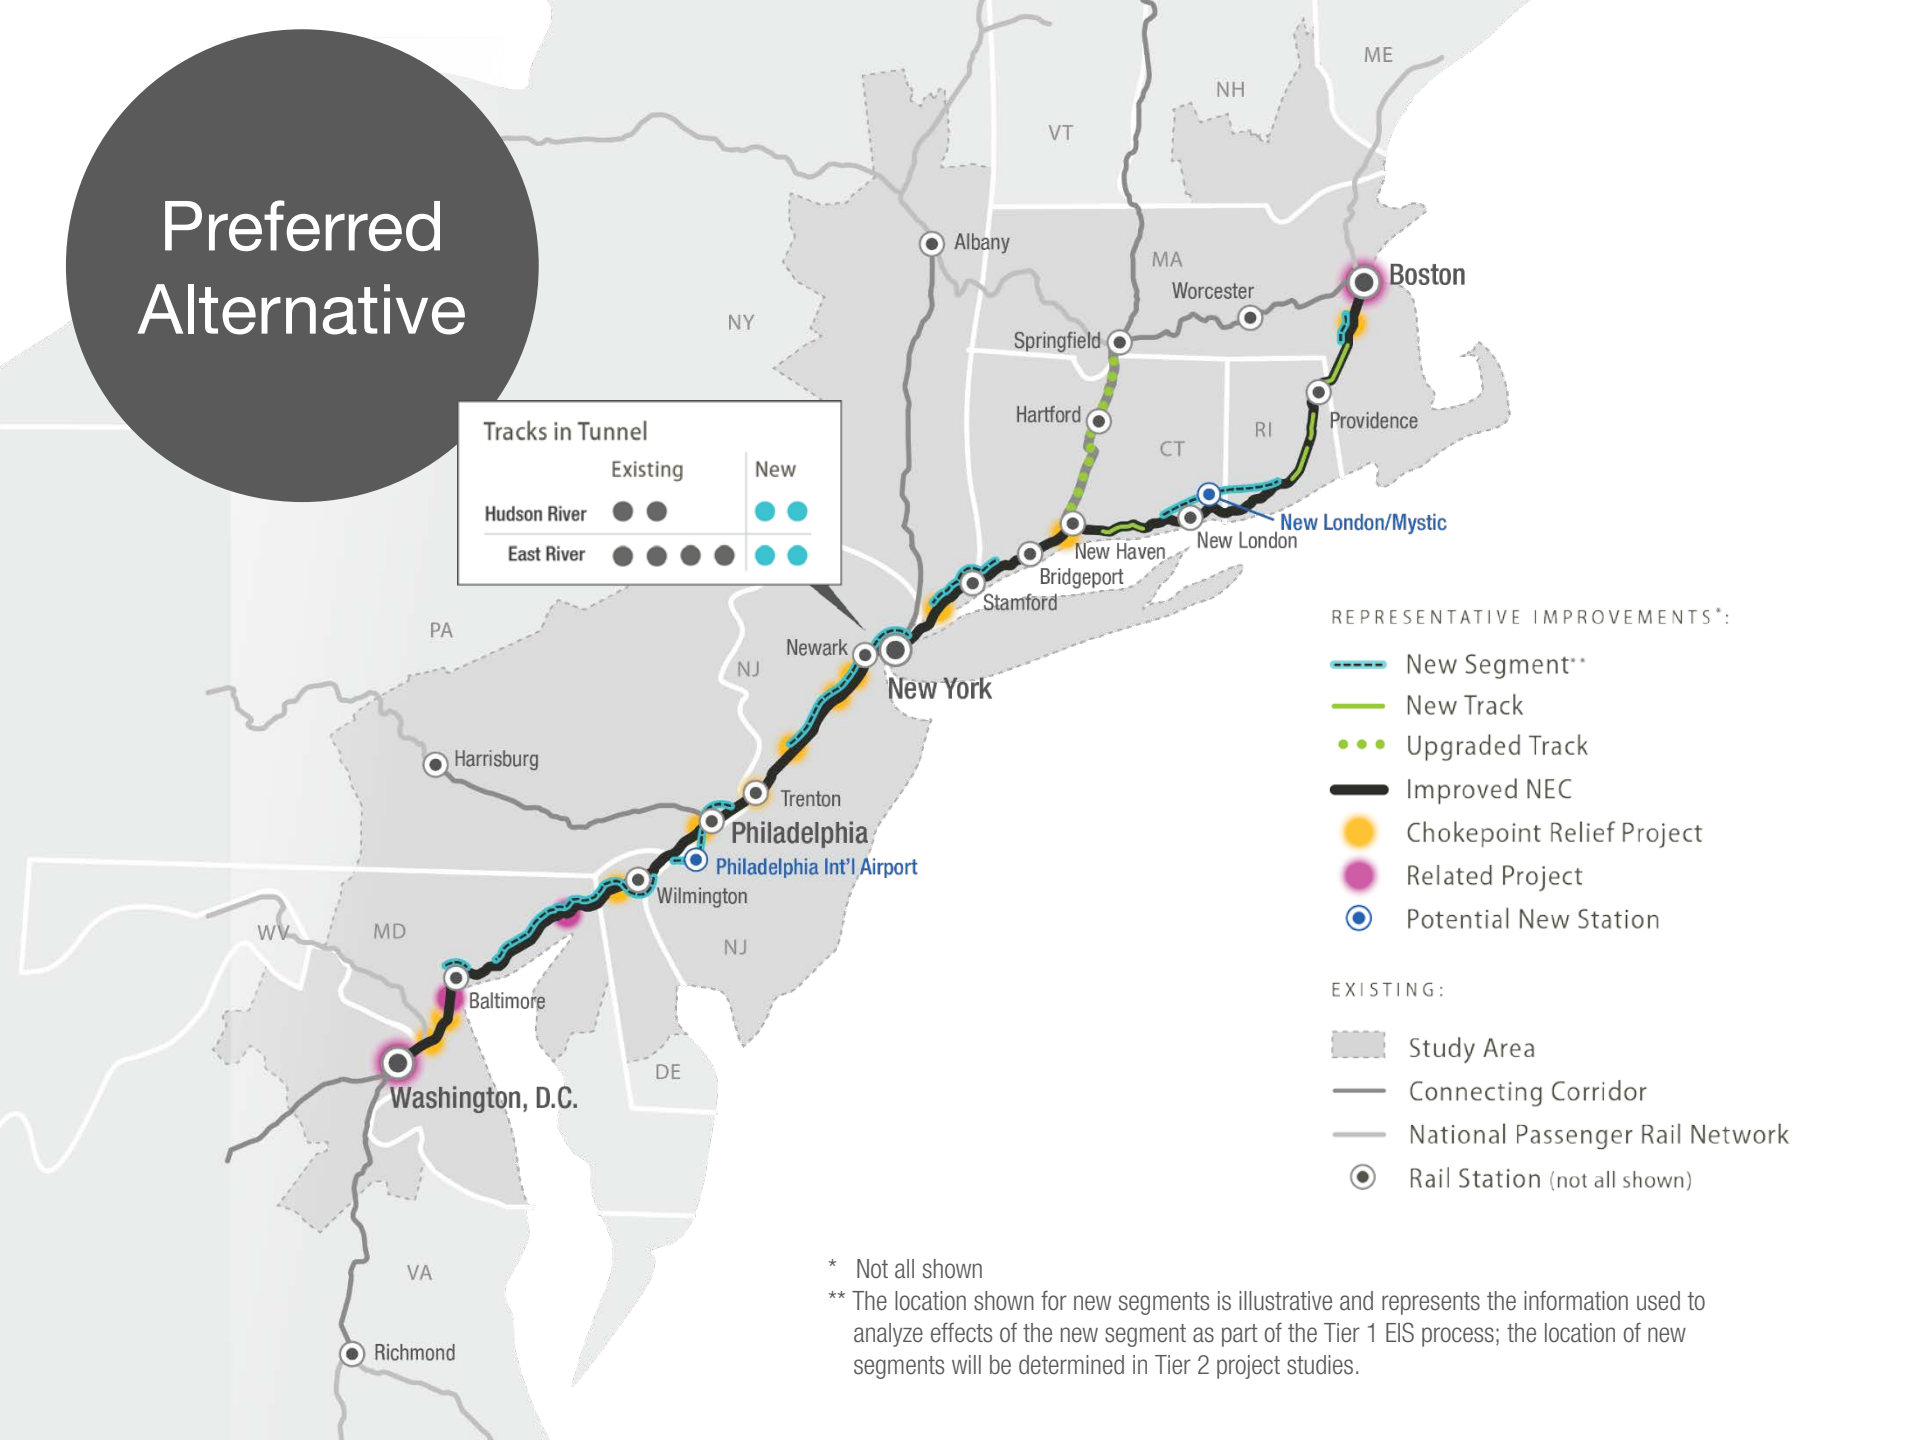 Preferred
Alternative
ME
NH
VT
Albany
MA
Boston
Worcester
NY
Springfield
Hartford
Providence
RI
CT
Tracks in Tunnel
Existing New
Hudson River
East River
New London/Mystic
New London
New Haven
Bridgeport
Stamford
PA
Newark
NJ
New York
Harrisburg
Trenton
Philadelphia
Philadelphia Int'l Airport
Wilmington
WV
MD
NJ
Baltimore
DE
Washington, D.C.
VA
Richmond
REPRESENTATIVE IMPROVEMENTS*:
New Segment**
New Track
Upgraded Track
Improved NEC
Chokepoint Relief Project
Related Project
Potential New Station
EXISTING:
Study Area
Connecting Corridor
National Passenger Rail Network
Rail Station (not all shown)
* Not all shown
** The location shown for new segments is illustrative and represents the information used to
analyze effects of the new segment as part of the Tier 1 EIS process; the location of new
segments will be determined in Tier 2 project studies.